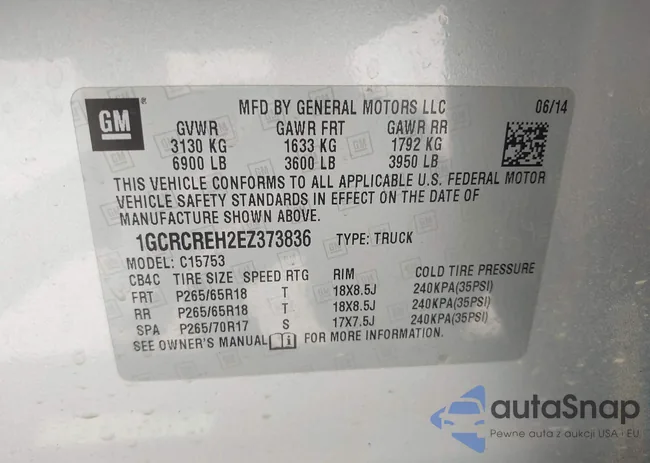 GM
MFD BY GENERAL MOTORS LLC 06/14
GVWR GAWR FRT GAWR RR
3130 KG 1633 KG 1792 KG
6900 LB 3600 LB 3950 LB
THIS VEHICLE CONFORMS TO ALL APPLICABLE U.S. FEDERAL MOTOR
VEHICLE SAFETY STANDARDS IN EFFECT ON THE DATE OF
MANUFACTURE SHOWN ABOVE.
1GCRCREH2EZ373836 TYPE: TRUCK
MODEL: C15753
CB4C TIRE SIZE SPEED RTG RIM COLD TIRE PRESSURE
FRT P265/65R18 T 18X8.5J 240KPA(35PSI)
RR P265/65R18 T 18X8.5J 240KPA(35PSI)
SPA P265/70R17 S 17X7.5J 240KPA(35PSI)
SEE OWNER'S MANUAL FOR MORE INFORMATION.
autaSnap
Pewne auta z aukcji USA · EU